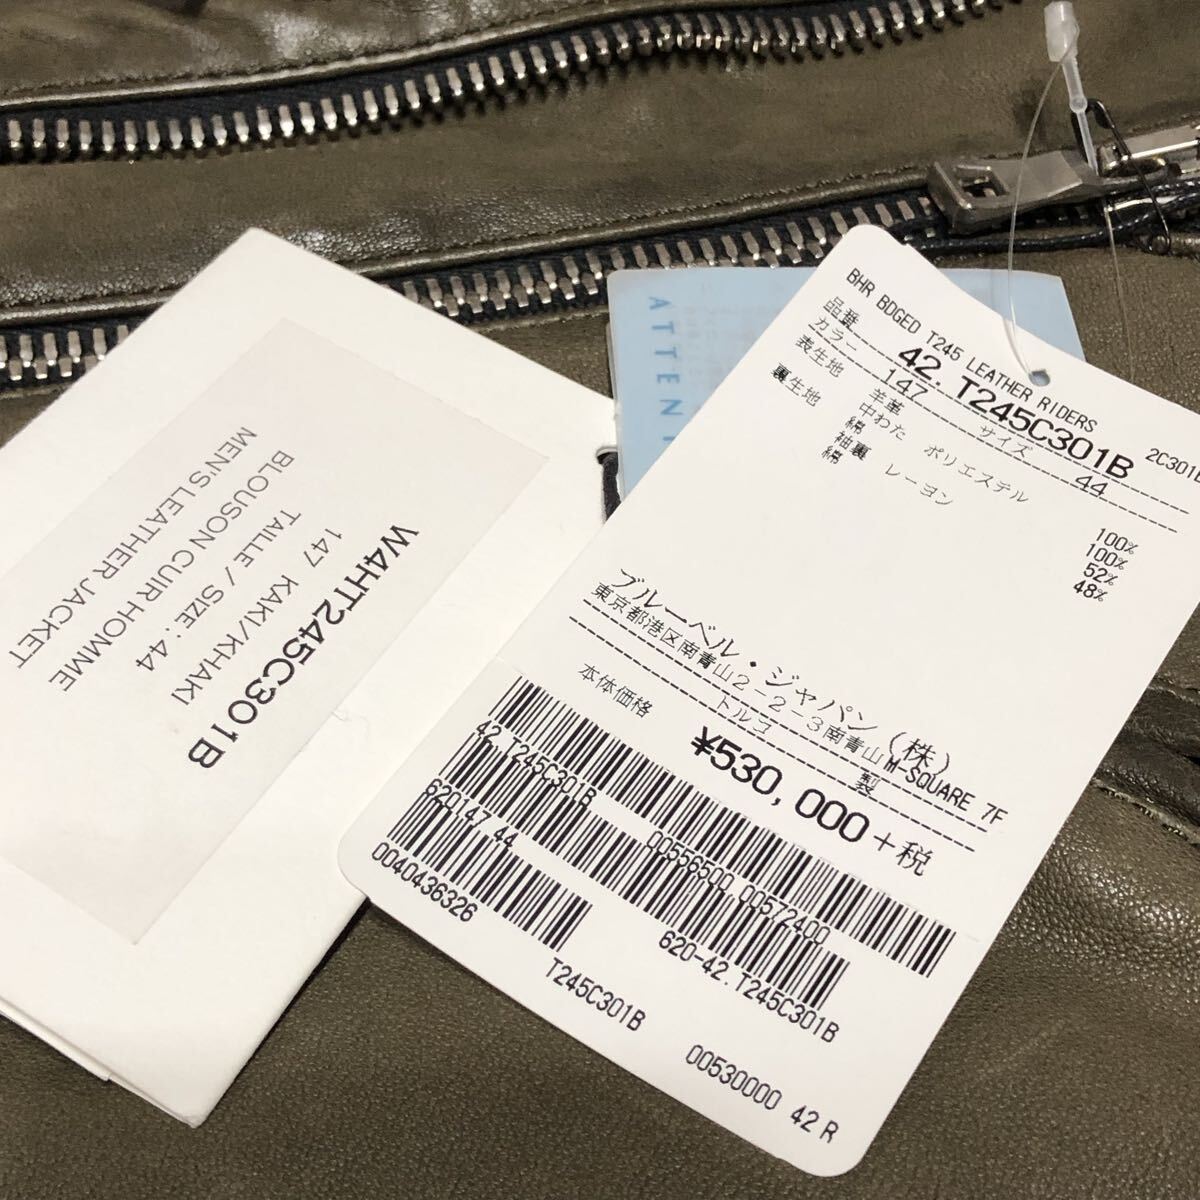 W4HT245C301B
147 KAKI/KHAKI
TAILLE / SIZE : 44
BLOUSON CUIR HOMME
MEN'S LEATHER JACKET
ATTEN
BHR BDGED T245 LEATHER RIDERS
品番 42.T245C301B 2C301B
カラー 147 サイズ 44
表生地 羊革
中わた ポリエステル 100%
裏生地 綿 100%
袖裏 レーヨン 52%
綿 48%
ブルーベル・ジャパン(株)
東京都港区南青山2-2-3南青山M-SQUARE 7F
トルコ 製
本体価格 ¥530,000+税
42.T245C301B 00556500 00572400
620147 44 620-42.T245C301B
0040436326 T245C301B
00530000 42 R